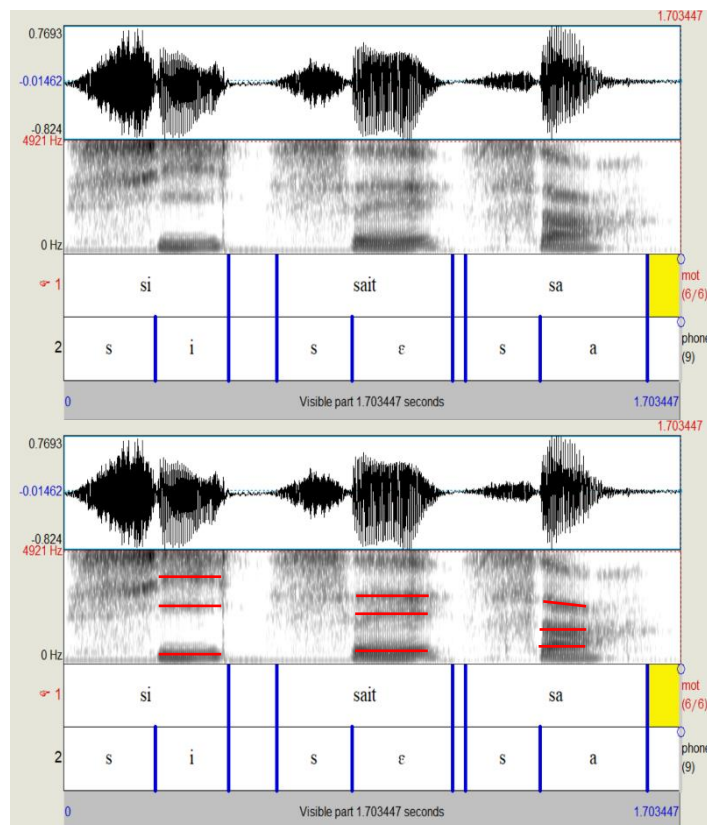 1.703447
0.7693
-0.01462
-0.824
4921 Hz
0 Hz
1 si sait sa mot (6/6)
2 s i s ɛ s a phone (9)
0 Visible part 1.703447 seconds 1.703447
1.703447
0.7693
-0.01462
-0.824
4921 Hz
0 Hz
1 si sait sa mot (6/6)
2 s i s ɛ s a phone (9)
0 Visible part 1.703447 seconds 1.703447